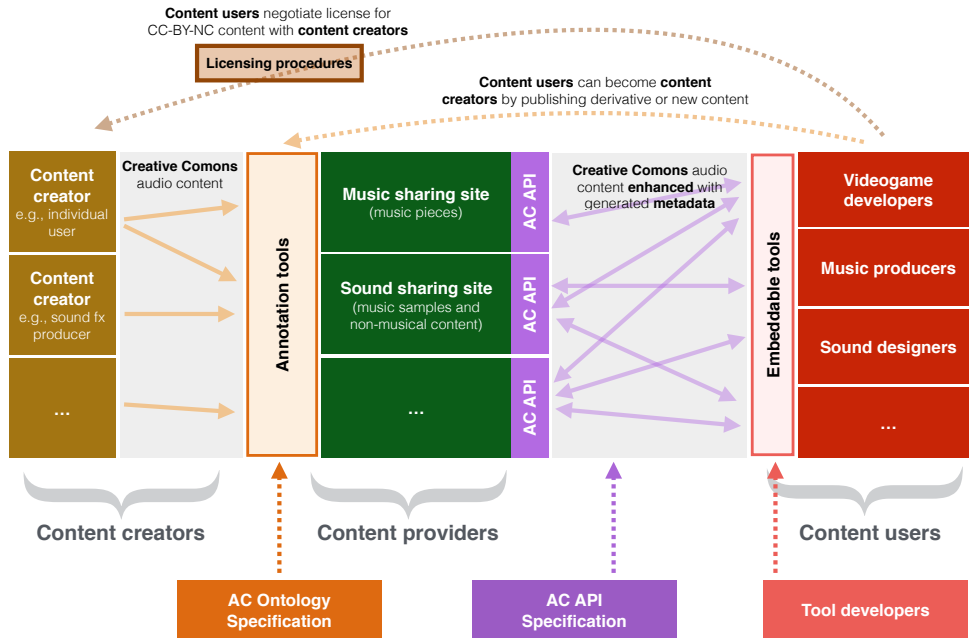 Content users negotiate license for
CC-BY-NC content with content creators
Licensing procedures
Content users can become content
creators by publishing derivative or new content
Content
creator
e.g., individual
user
Content
creator
e.g., sound fx
producer
...
Creative Comons
audio content
Annotation tools
Music sharing site
(music pieces)
Sound sharing site
(music samples and
non-musical content)
...
AC API
AC API
AC API
Creative Commons audio
content enhanced with
generated metadata
Embeddable tools
Videogame
developers
Music producers
Sound designers
...
Content creators
Content providers
Content users
AC Ontology
Specification
AC API
Specification
Tool developers